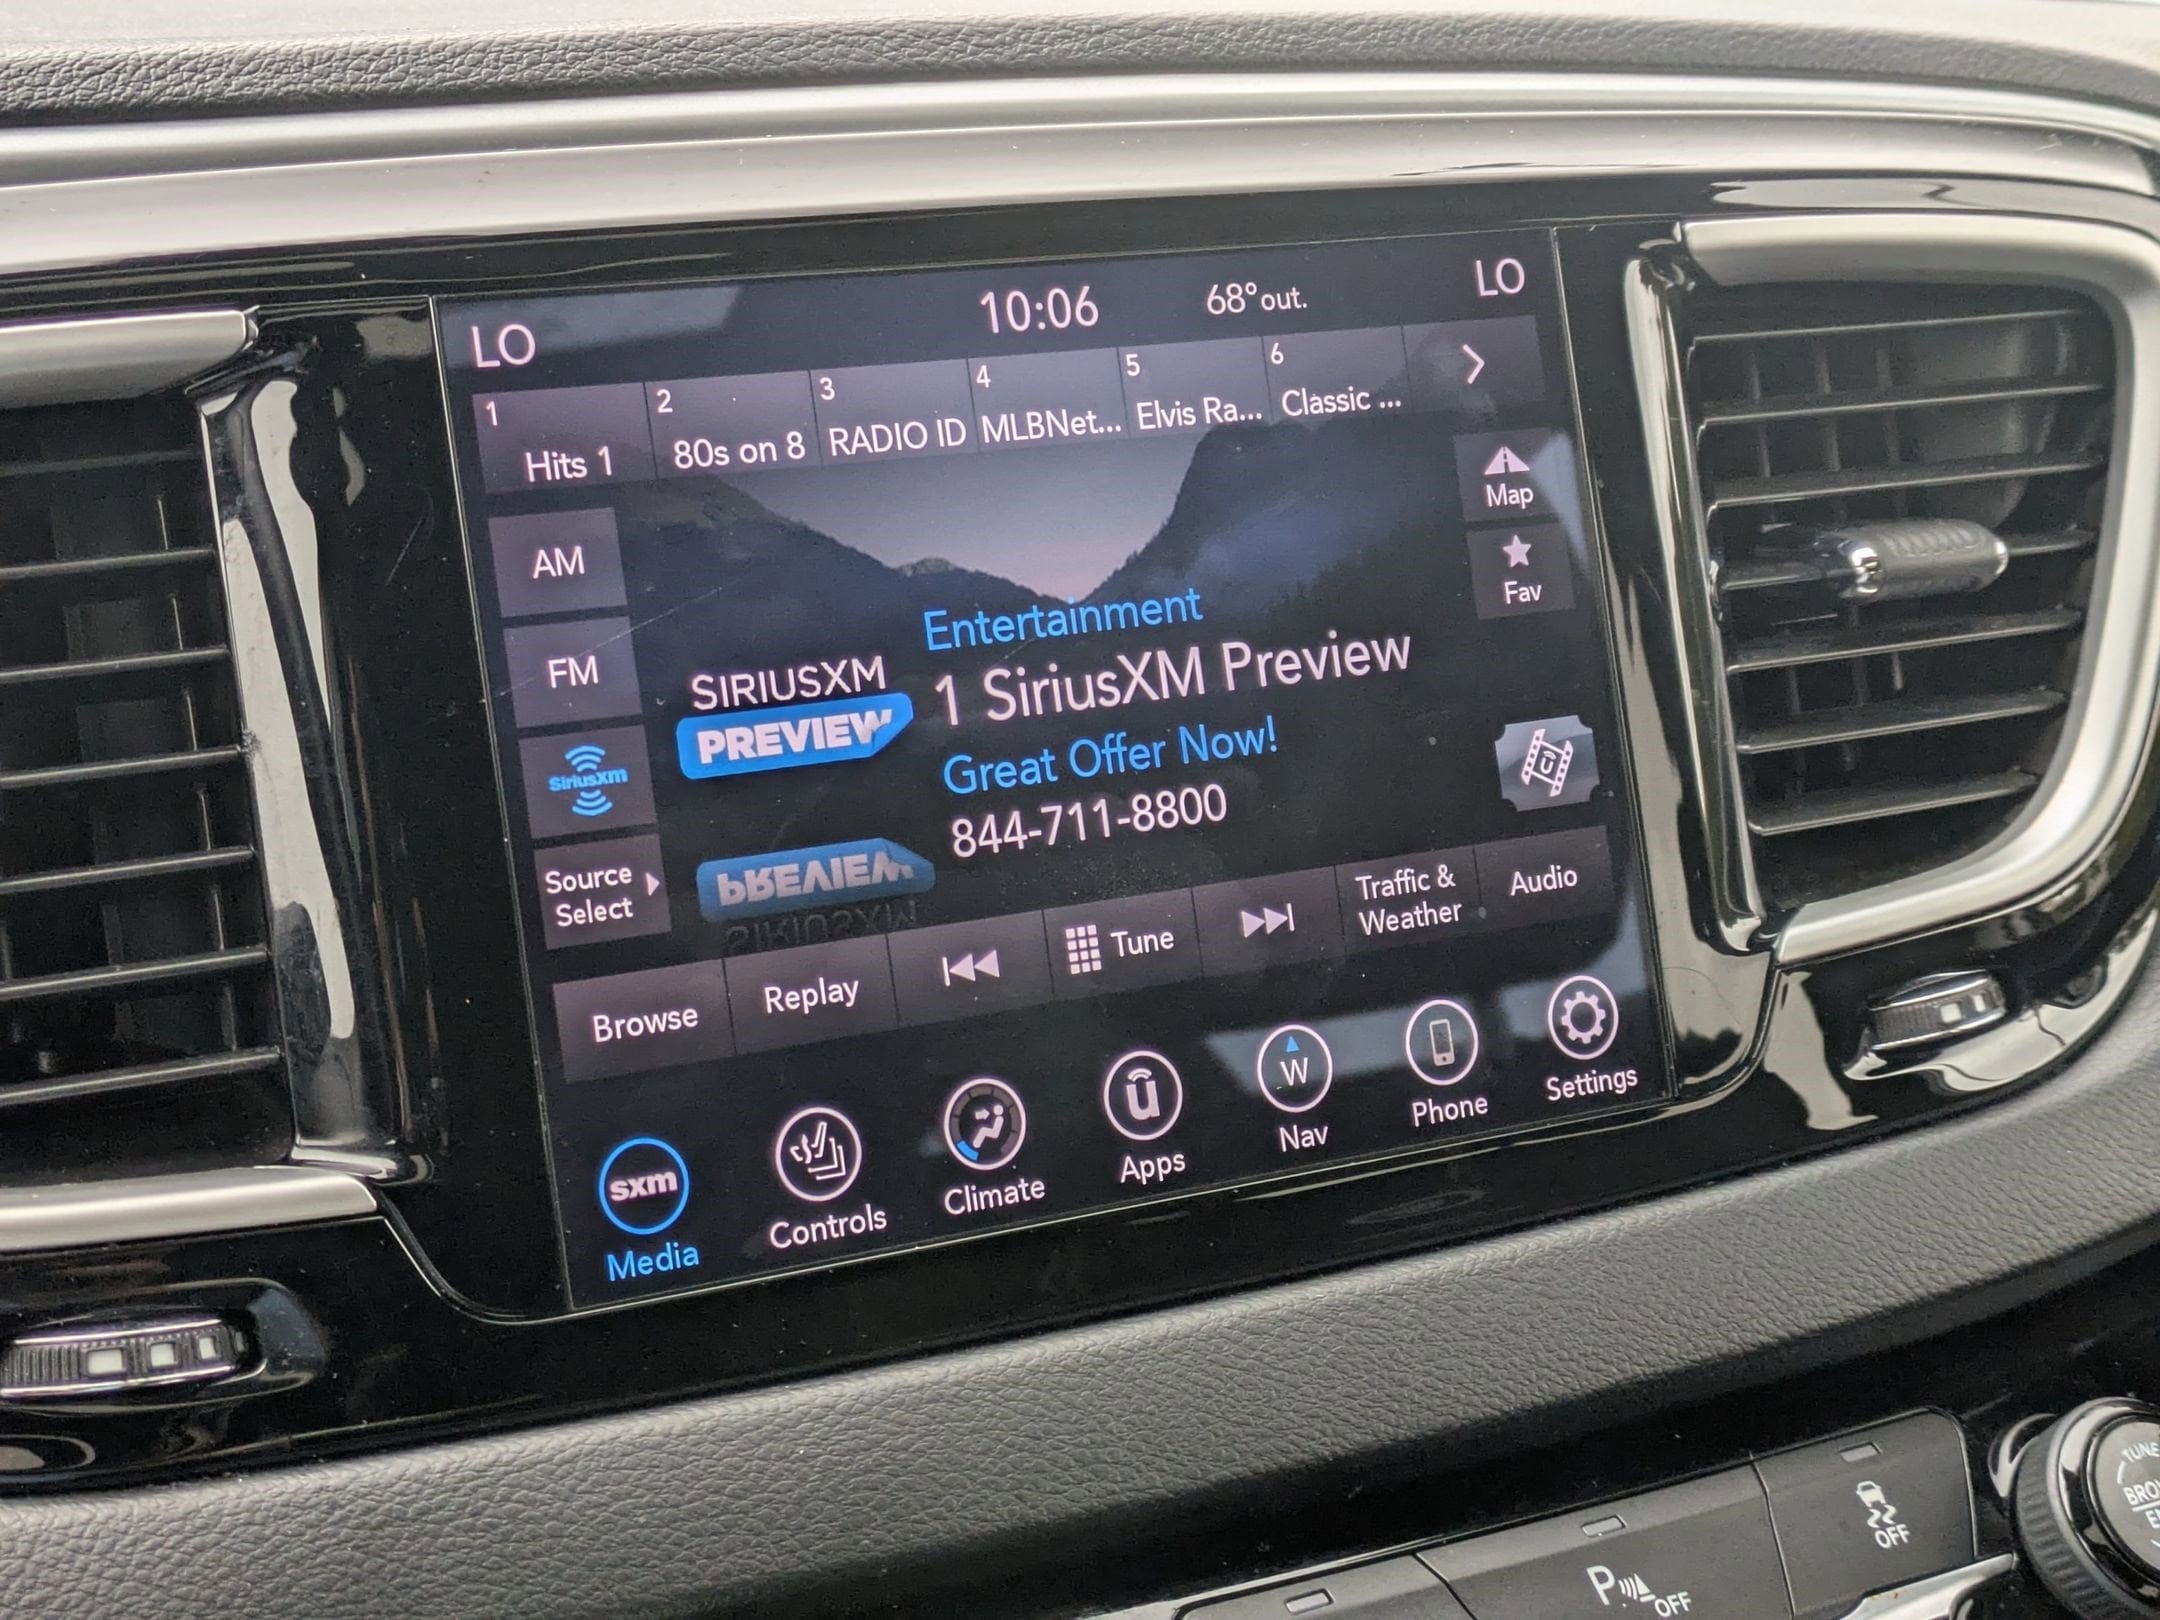 LO
10:06
68° out.
LO
1
Hits 1
2
80s on 8
3
RADIO ID
4
MLBNet...
5
Elvis Ra...
6
Classic ...
AM
Map
FM
Fav
Entertainment
SIRIUSXM
PREVIEW
1 SiriusXM Preview
Great Offer Now!
844-711-8800
SiriusXM
Source
Select
PREVIEW
SIRIUSXM
Browse
Replay
Tune
Traffic &
Weather
Audio
sxm
Media
Controls
Climate
u
Apps
W
Nav
Phone
Settings
P OFF
OFF
TUNE